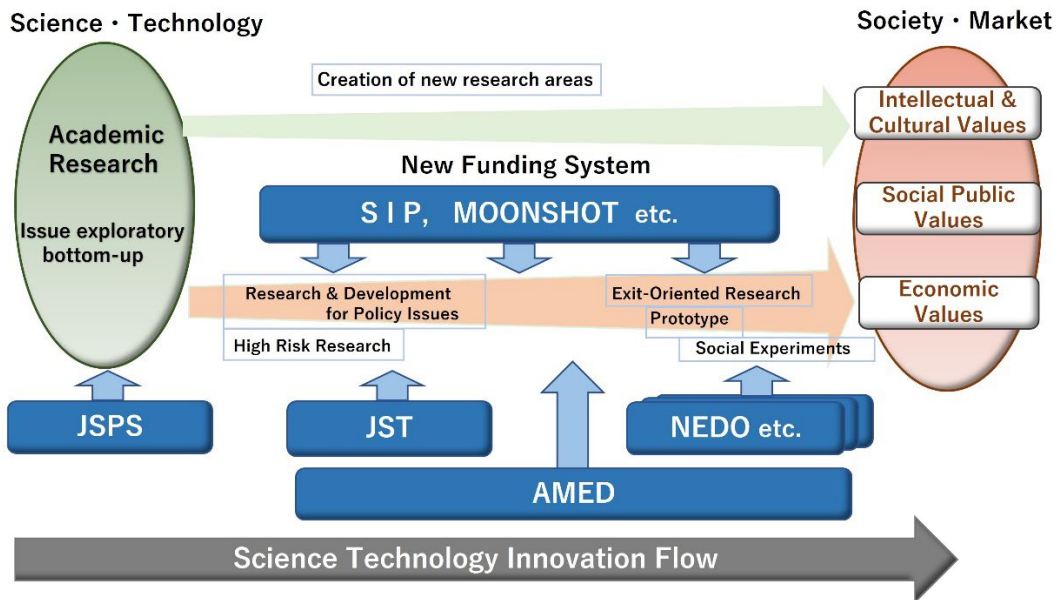 Science・Technology
Society・Market
Creation of new research areas
Intellectual &
Cultural Values
Academic
Research
New Funding System
SIP, MOONSHOT etc.
Social Public
Values
Issue exploratory
bottom-up
Research & Development
for Policy Issues
Exit-Oriented Research
Economic
Values
Prototype
High Risk Research
Social Experiments
JSPS
JST
NEDO etc.
AMED
Science Technology Innovation Flow